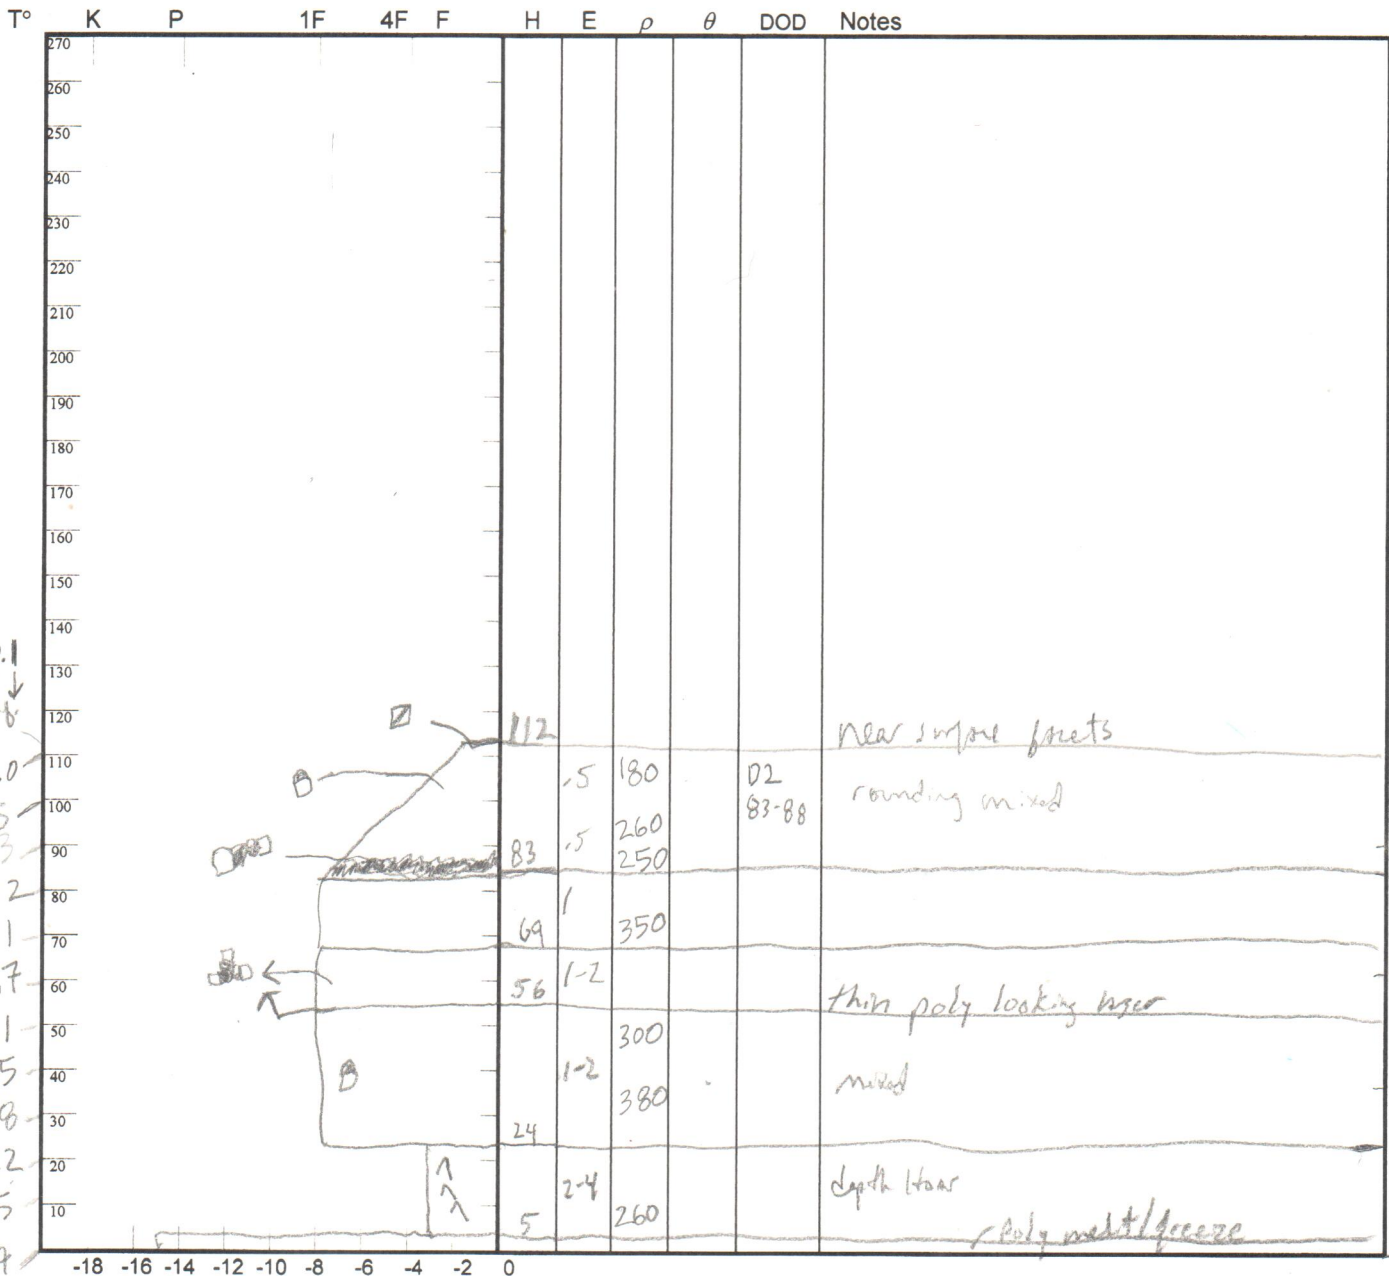 T° K P 1F 4F F H E ρ θ DOD Notes
270
260
250
240
230
220
210
200
190
180
170
160
150
140
130
120 112 near surface facets
110
.5 180 D2 rounding mixed
100 83-88
.5 260
90 83 250
80
1
70 69 350
60 56 1-2 thin poly looking layer
50 300
40 1-2 mixed
380
30 24
20
2-4 depth Hoar
10 5 260 poly melt/freeze
-18 -16 -14 -12 -10 -8 -6 -4 -2 0